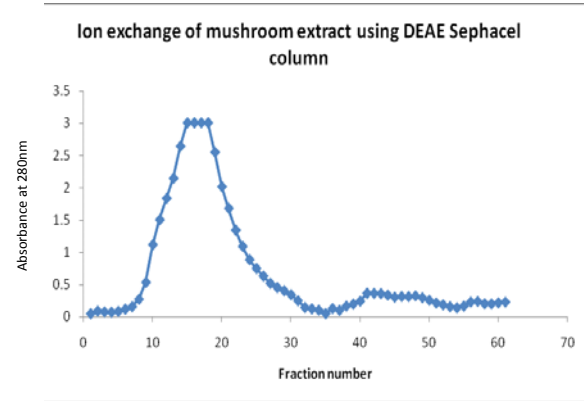 Ion exchange of mushroom extract using DEAE Sephacel
column
3.5
3
2.5
2
1.5
1
0.5
0
Absorbance at 280nm
0 10 20 30 40 50 60 70
Fraction number